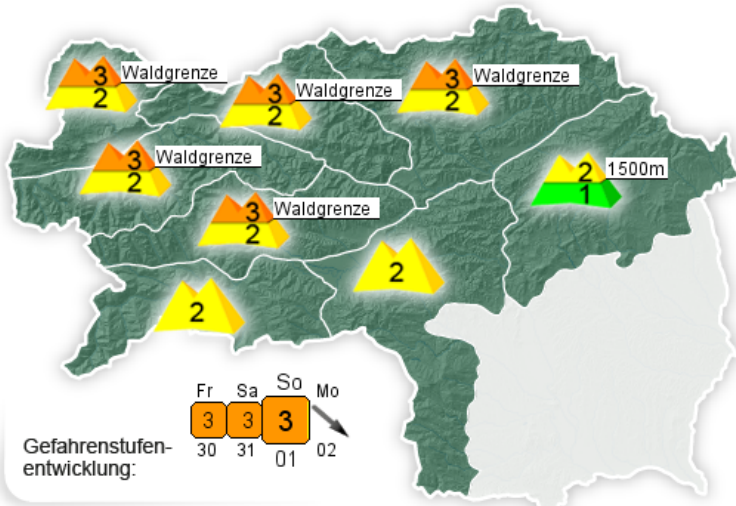 3 Waldgrenze
2
3 Waldgrenze
2
3 Waldgrenze
2
3 Waldgrenze
2
2 1500m
1
3 Waldgrenze
2
2
2
Fr Sa So Mo
3 3 3
30 31 01 02
Gefahrenstufen-
entwicklung: